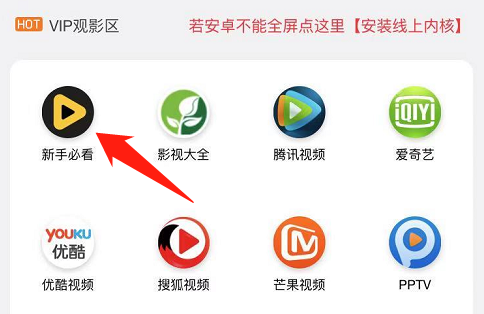 HOT VIP观影区 若安卓不能全屏点这里【安装线上内核】
iQIYI
新手必看 影视大全 腾讯视频 爱奇艺
YOUKU
优酷
优酷视频 搜狐视频 芒果视频 PPTV